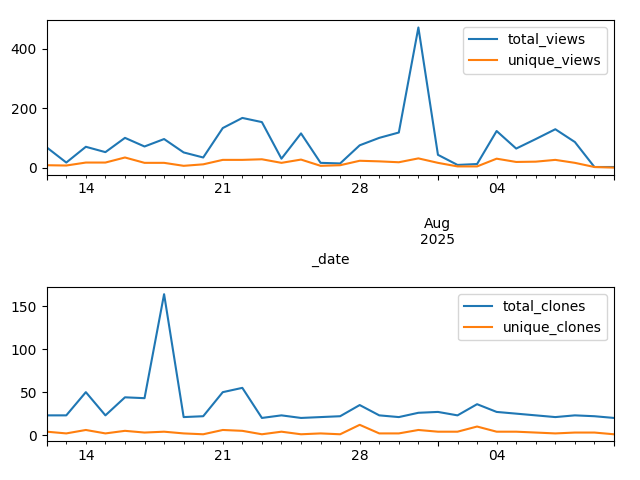 400
200
0
total_views
unique_views
14
21
28
04
Aug
2025
_date
150
100
50
0
total_clones
unique_clones
14
21
28
04